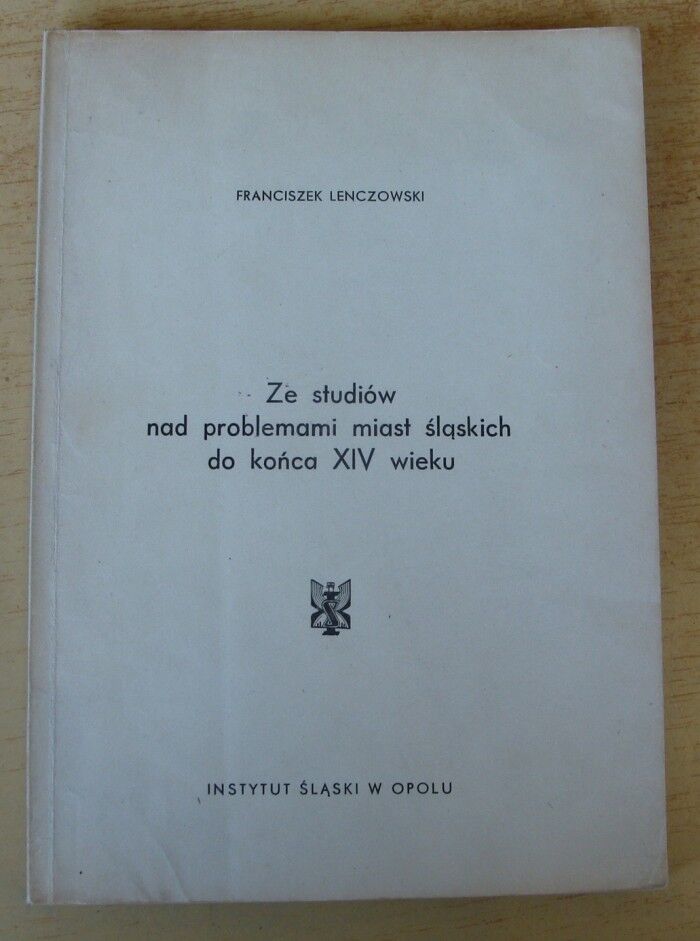 FRANCISZEK LENCZOWSKI
Ze studiów
nad problemami miast śląskich
do końca XIV wieku
INSTYTUT ŚLĄSKI W OPOLU